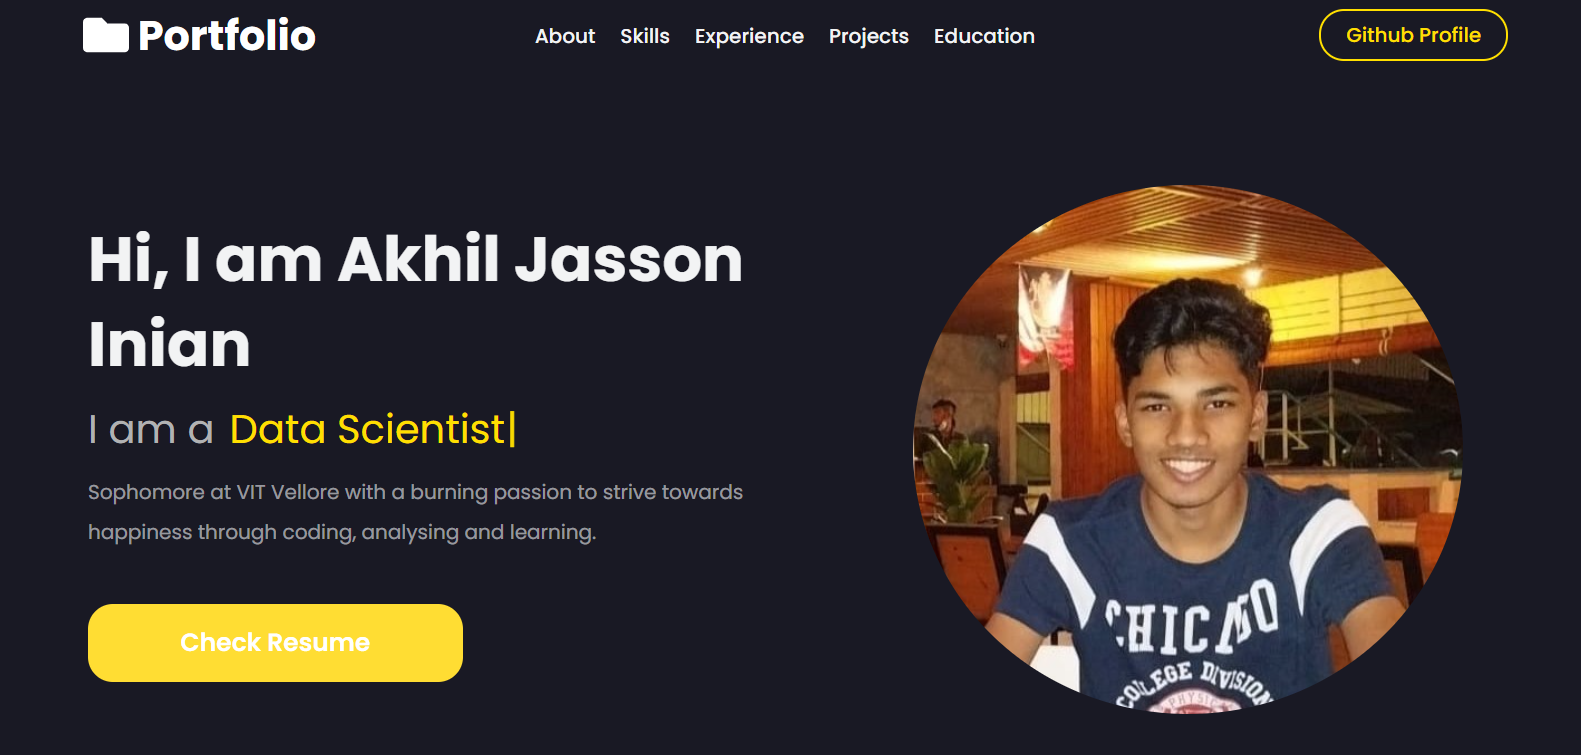 Portfolio
About Skills Experience Projects Education
Github Profile
Hi, I am Akhil Jasson
Inian
I am a Data Scientist|
Sophomore at VIT Vellore with a burning passion to strive towards
happiness through coding, analysing and learning.
Check Resume
CHICAGO
COLLEGE DIVISION
PHYSIC